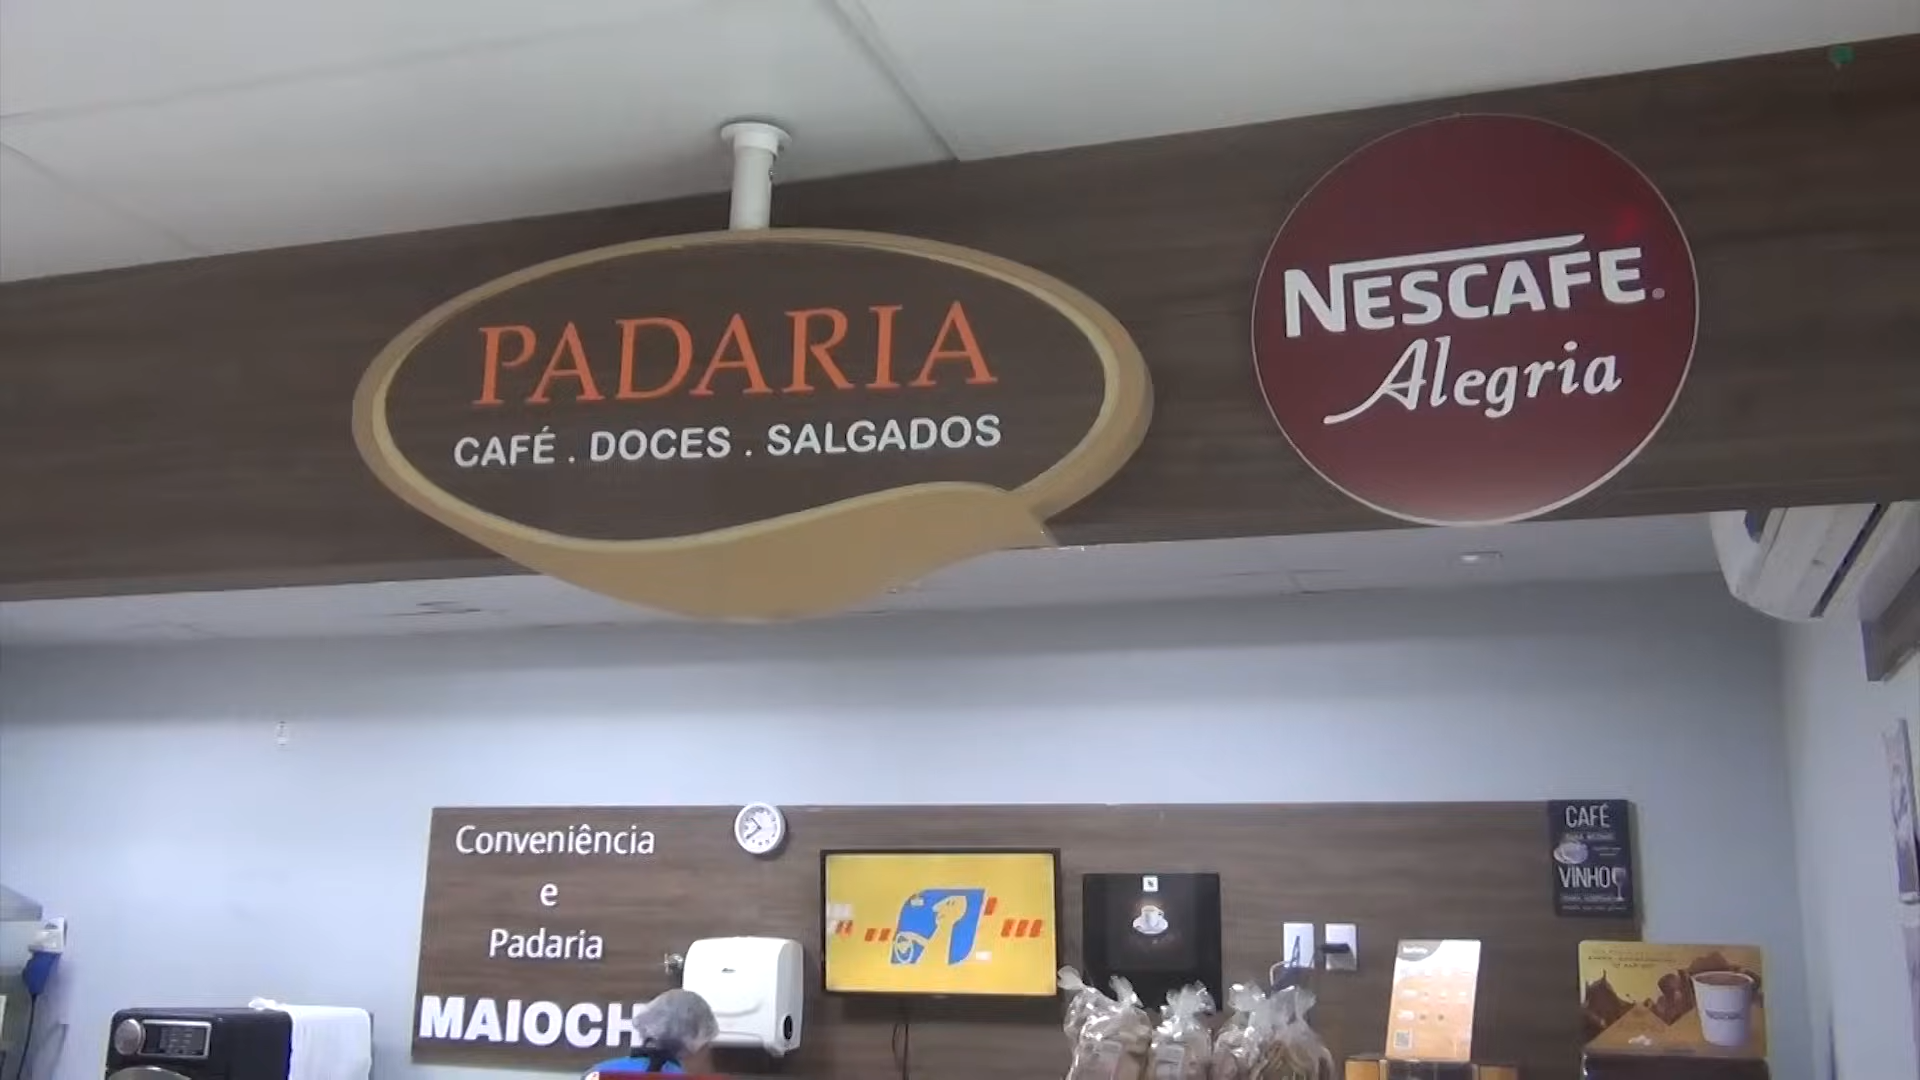 PADARIA
CAFÉ . DOCES . SALGADOS
NESCAFE
Alegria
Conveniência
e
Padaria
MAIOCH
CAFÉ
VINHO